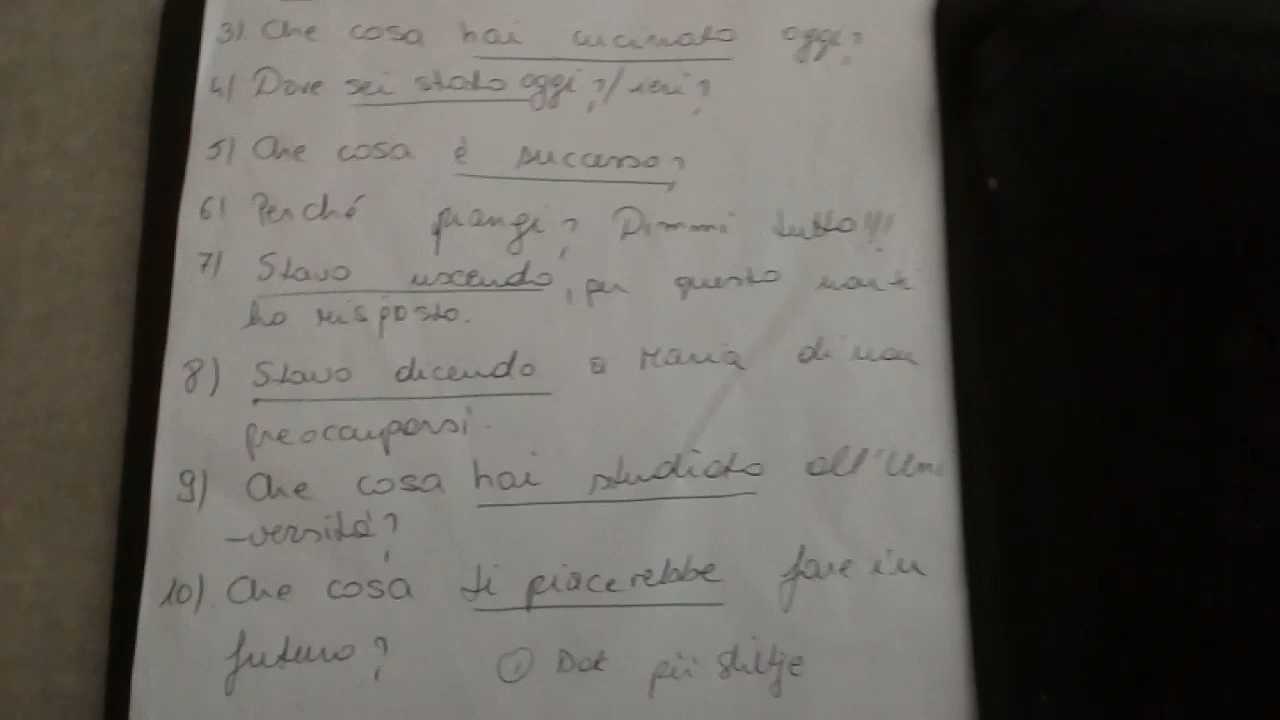 3) Che cosa hai cucinato oggi?
4) Dove sei stato oggi?/ieri?
5) Che cosa è successo?
6) Perché piangi? Dimmi tutto!!!
7) Stavo uscendo, per questo non t
ho risposto.
8) Stavo dicendo a Maria di non
preoccuparsi.
9) Che cosa hai studiato all'Uni
-versità?
10) Che cosa ti piacerebbe fare in
futuro? ①